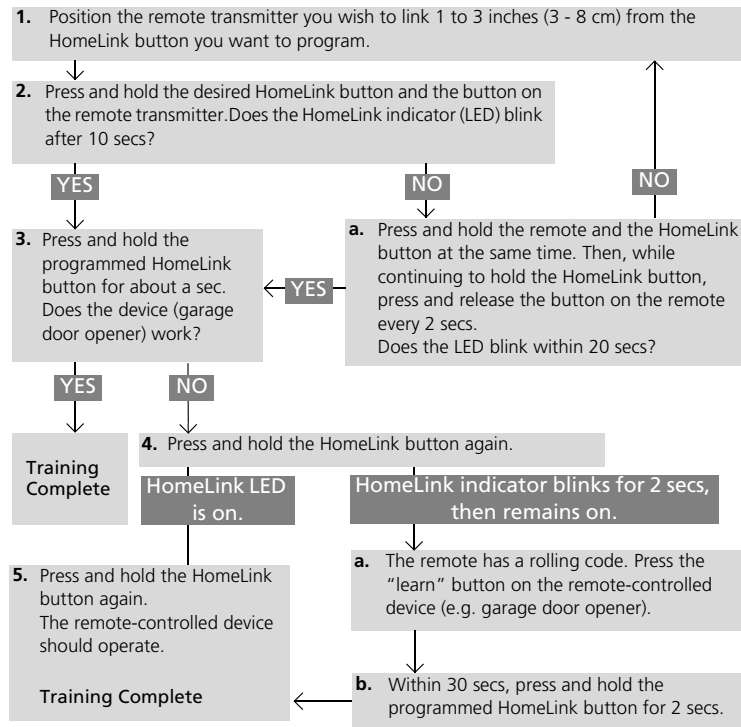 1. Position the remote transmitter you wish to link 1 to 3 inches (3 - 8 cm) from the
HomeLink button you want to program.
2. Press and hold the desired HomeLink button and the button on
the remote transmitter.Does the HomeLink indicator (LED) blink
after 10 secs?
YES
NO
NO
3. Press and hold the
programmed HomeLink
button for about a sec.
Does the device (garage
door opener) work?
YES
a. Press and hold the remote and the HomeLink
button at the same time. Then, while
continuing to hold the HomeLink button,
press and release the button on the remote
every 2 secs.
Does the LED blink within 20 secs?
YES
NO
Training
Complete
4. Press and hold the HomeLink button again.
HomeLink LED
is on.
HomeLink indicator blinks for 2 secs,
then remains on.
a. The remote has a rolling code. Press the
“learn” button on the remote-controlled
device (e.g. garage door opener).
5. Press and hold the HomeLink
button again.
The remote-controlled device
should operate.
Training Complete
b. Within 30 secs, press and hold the
programmed HomeLink button for 2 secs.